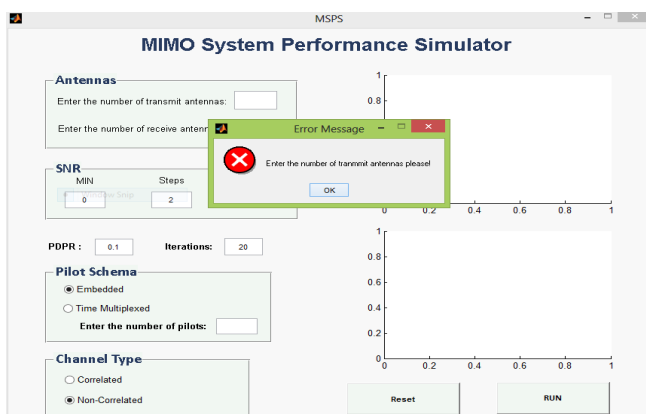 MSPS
MIMO System Performance Simulator
Antennas
Enter the number of transmit antennas:
Enter the number of receive antenn
Error Message
Enter the number of tranmmit antennas please!
OK
SNR
MIN Steps
0 2
PDPR : 0.1 Iterations: 20
Pilot Schema
Embedded
Time Multiplexed
Enter the number of pilots:
Channel Type
Correlated
Non-Correlated
1
0.8
0 0.2 0.4 0.6 0.8 1
1
0.8
0.6
0.4
0.2
0
0 0.2 0.4 0.6 0.8 1
Reset RUN